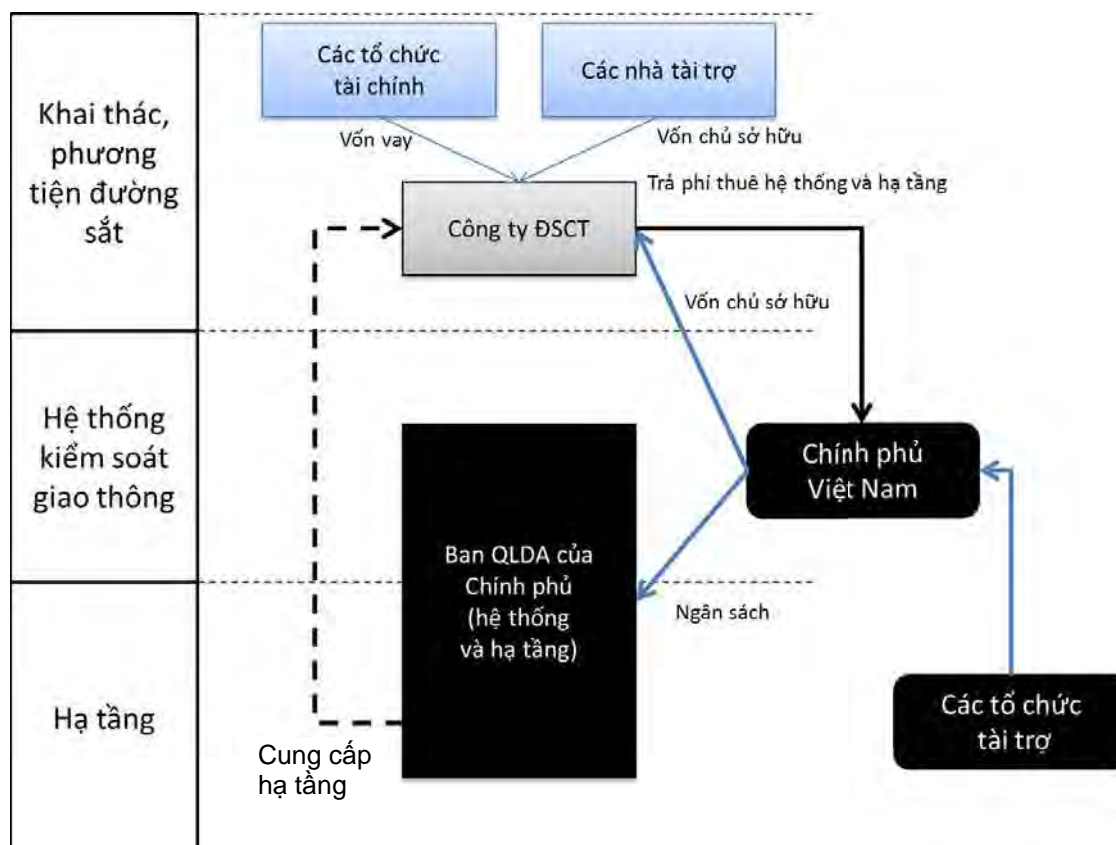 Khai thác,
phương
tiện đường
sắt
Các tổ chức
tài chính
Các nhà tài trợ
Vốn vay
Vốn chủ sở hữu
Trả phí thuê hệ thống và hạ tầng
Công ty ĐSCT
Vốn chủ sở hữu
Hệ thống
kiểm soát
giao thông
Chính phủ
Việt Nam
Ban QLDA của
Chính phủ
(hệ thống
và hạ tầng)
Ngân sách
Hạ tầng
Cung cấp
hạ tầng
Các tổ chức
tài trợ